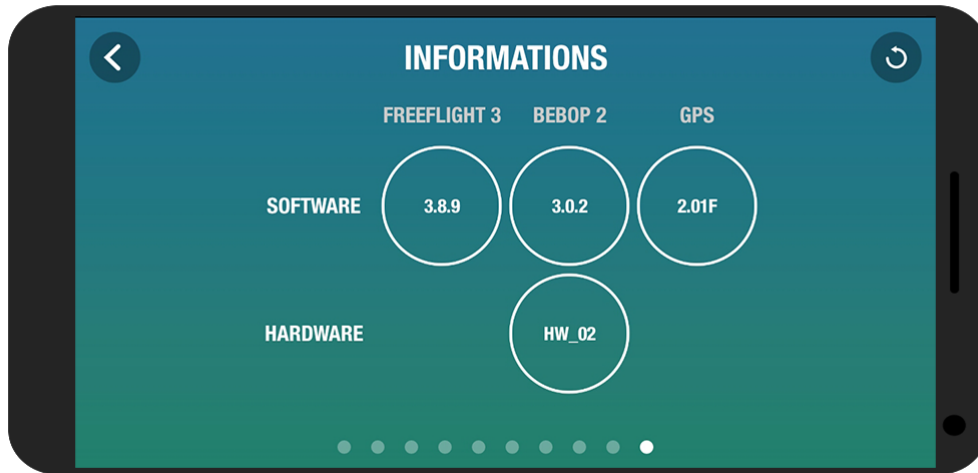 INFORMATIONS
FREEFLIGHT 3 BEBOP 2 GPS
SOFTWARE 3.8.9 3.0.2 2.01F
HARDWARE HW_02